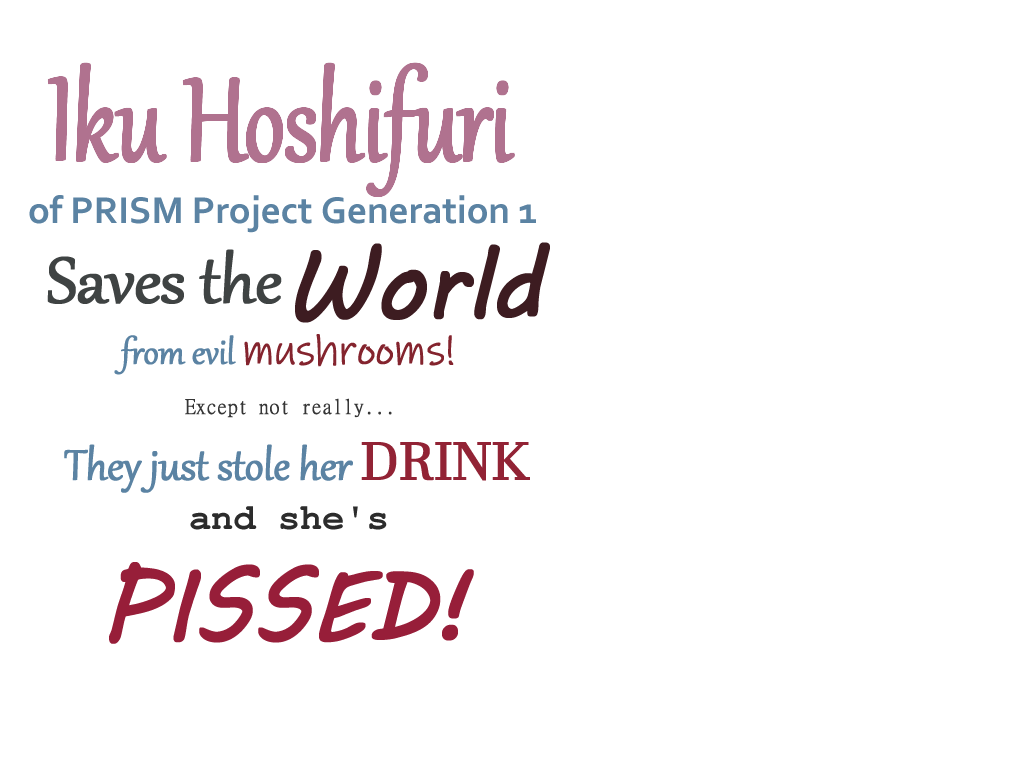 Iku Hoshifuri
of PRISM Project Generation 1
Saves the World
from evil mushrooms!
Except not really...
They just stole her DRINK
and she's
PISSED!